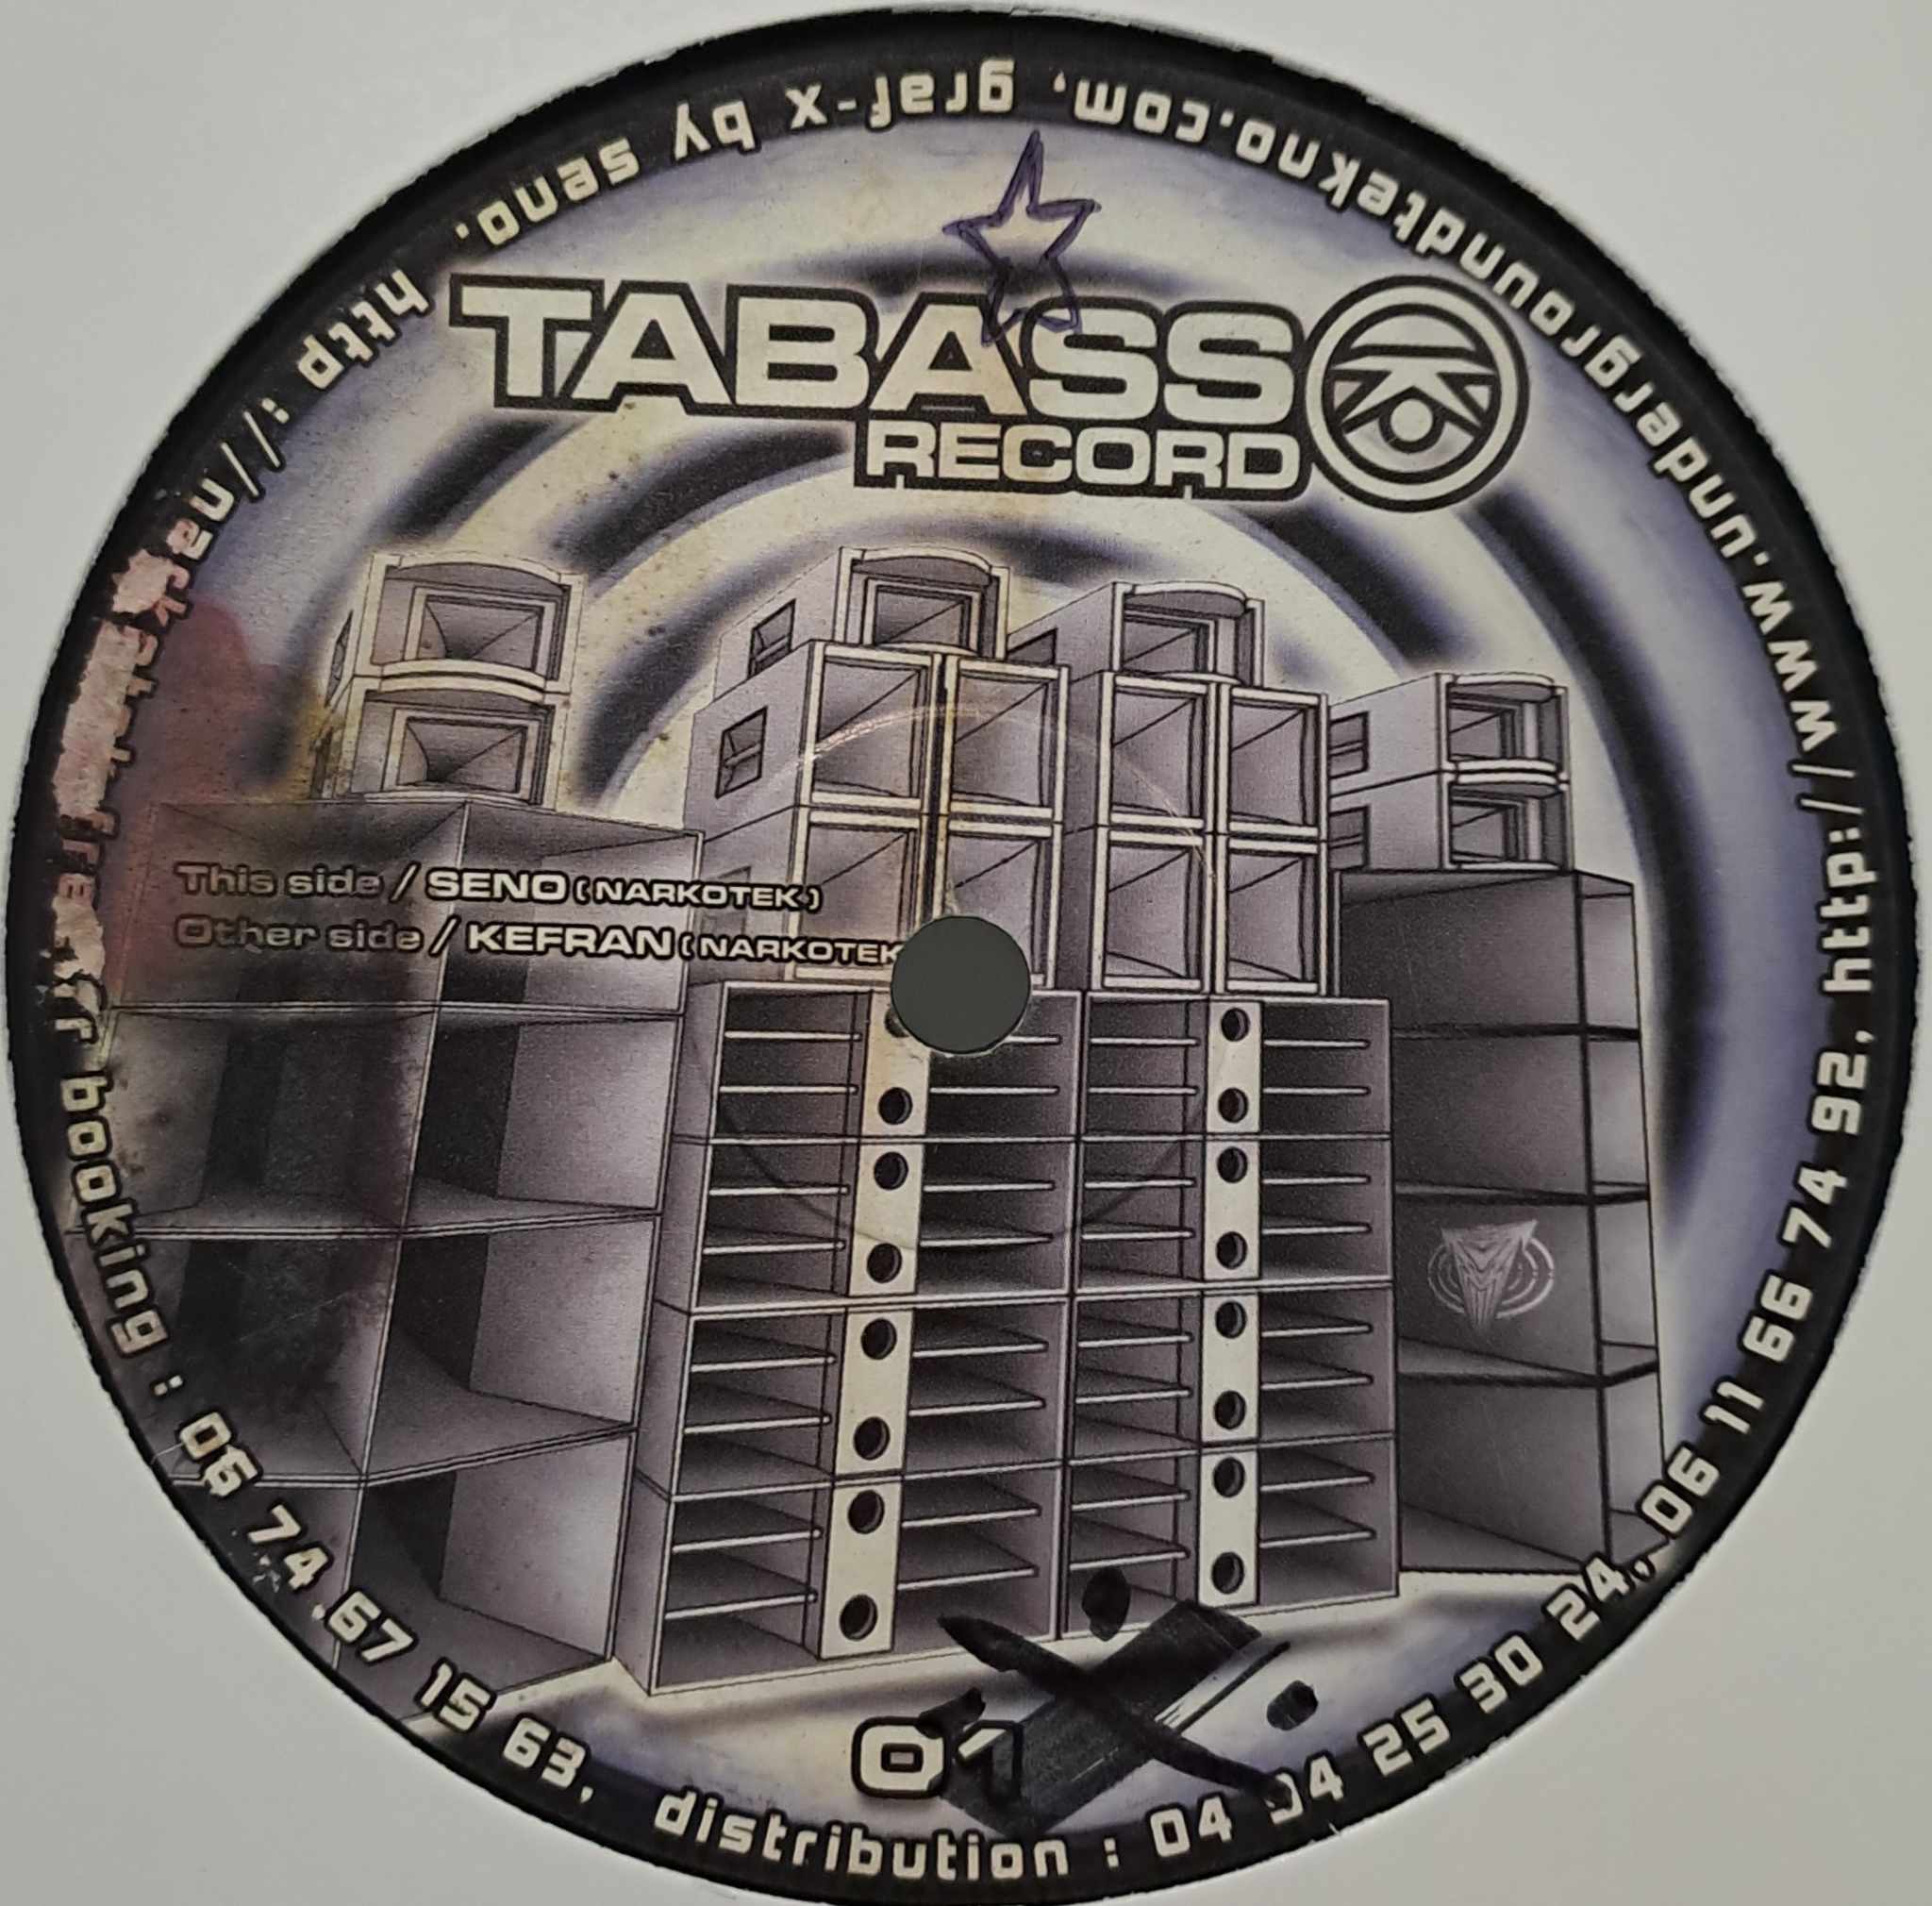 TABASS
RECORD
This side / SENO ( NARKOTEK )
Other side / KEFRAN ( NARKOTEK
01
booking : 06 74 67 15 63, distribution : 04 94 25 30 24, 06 11 66 74 92, http://www.undergroundtekno.com, graf-x by seno, http://